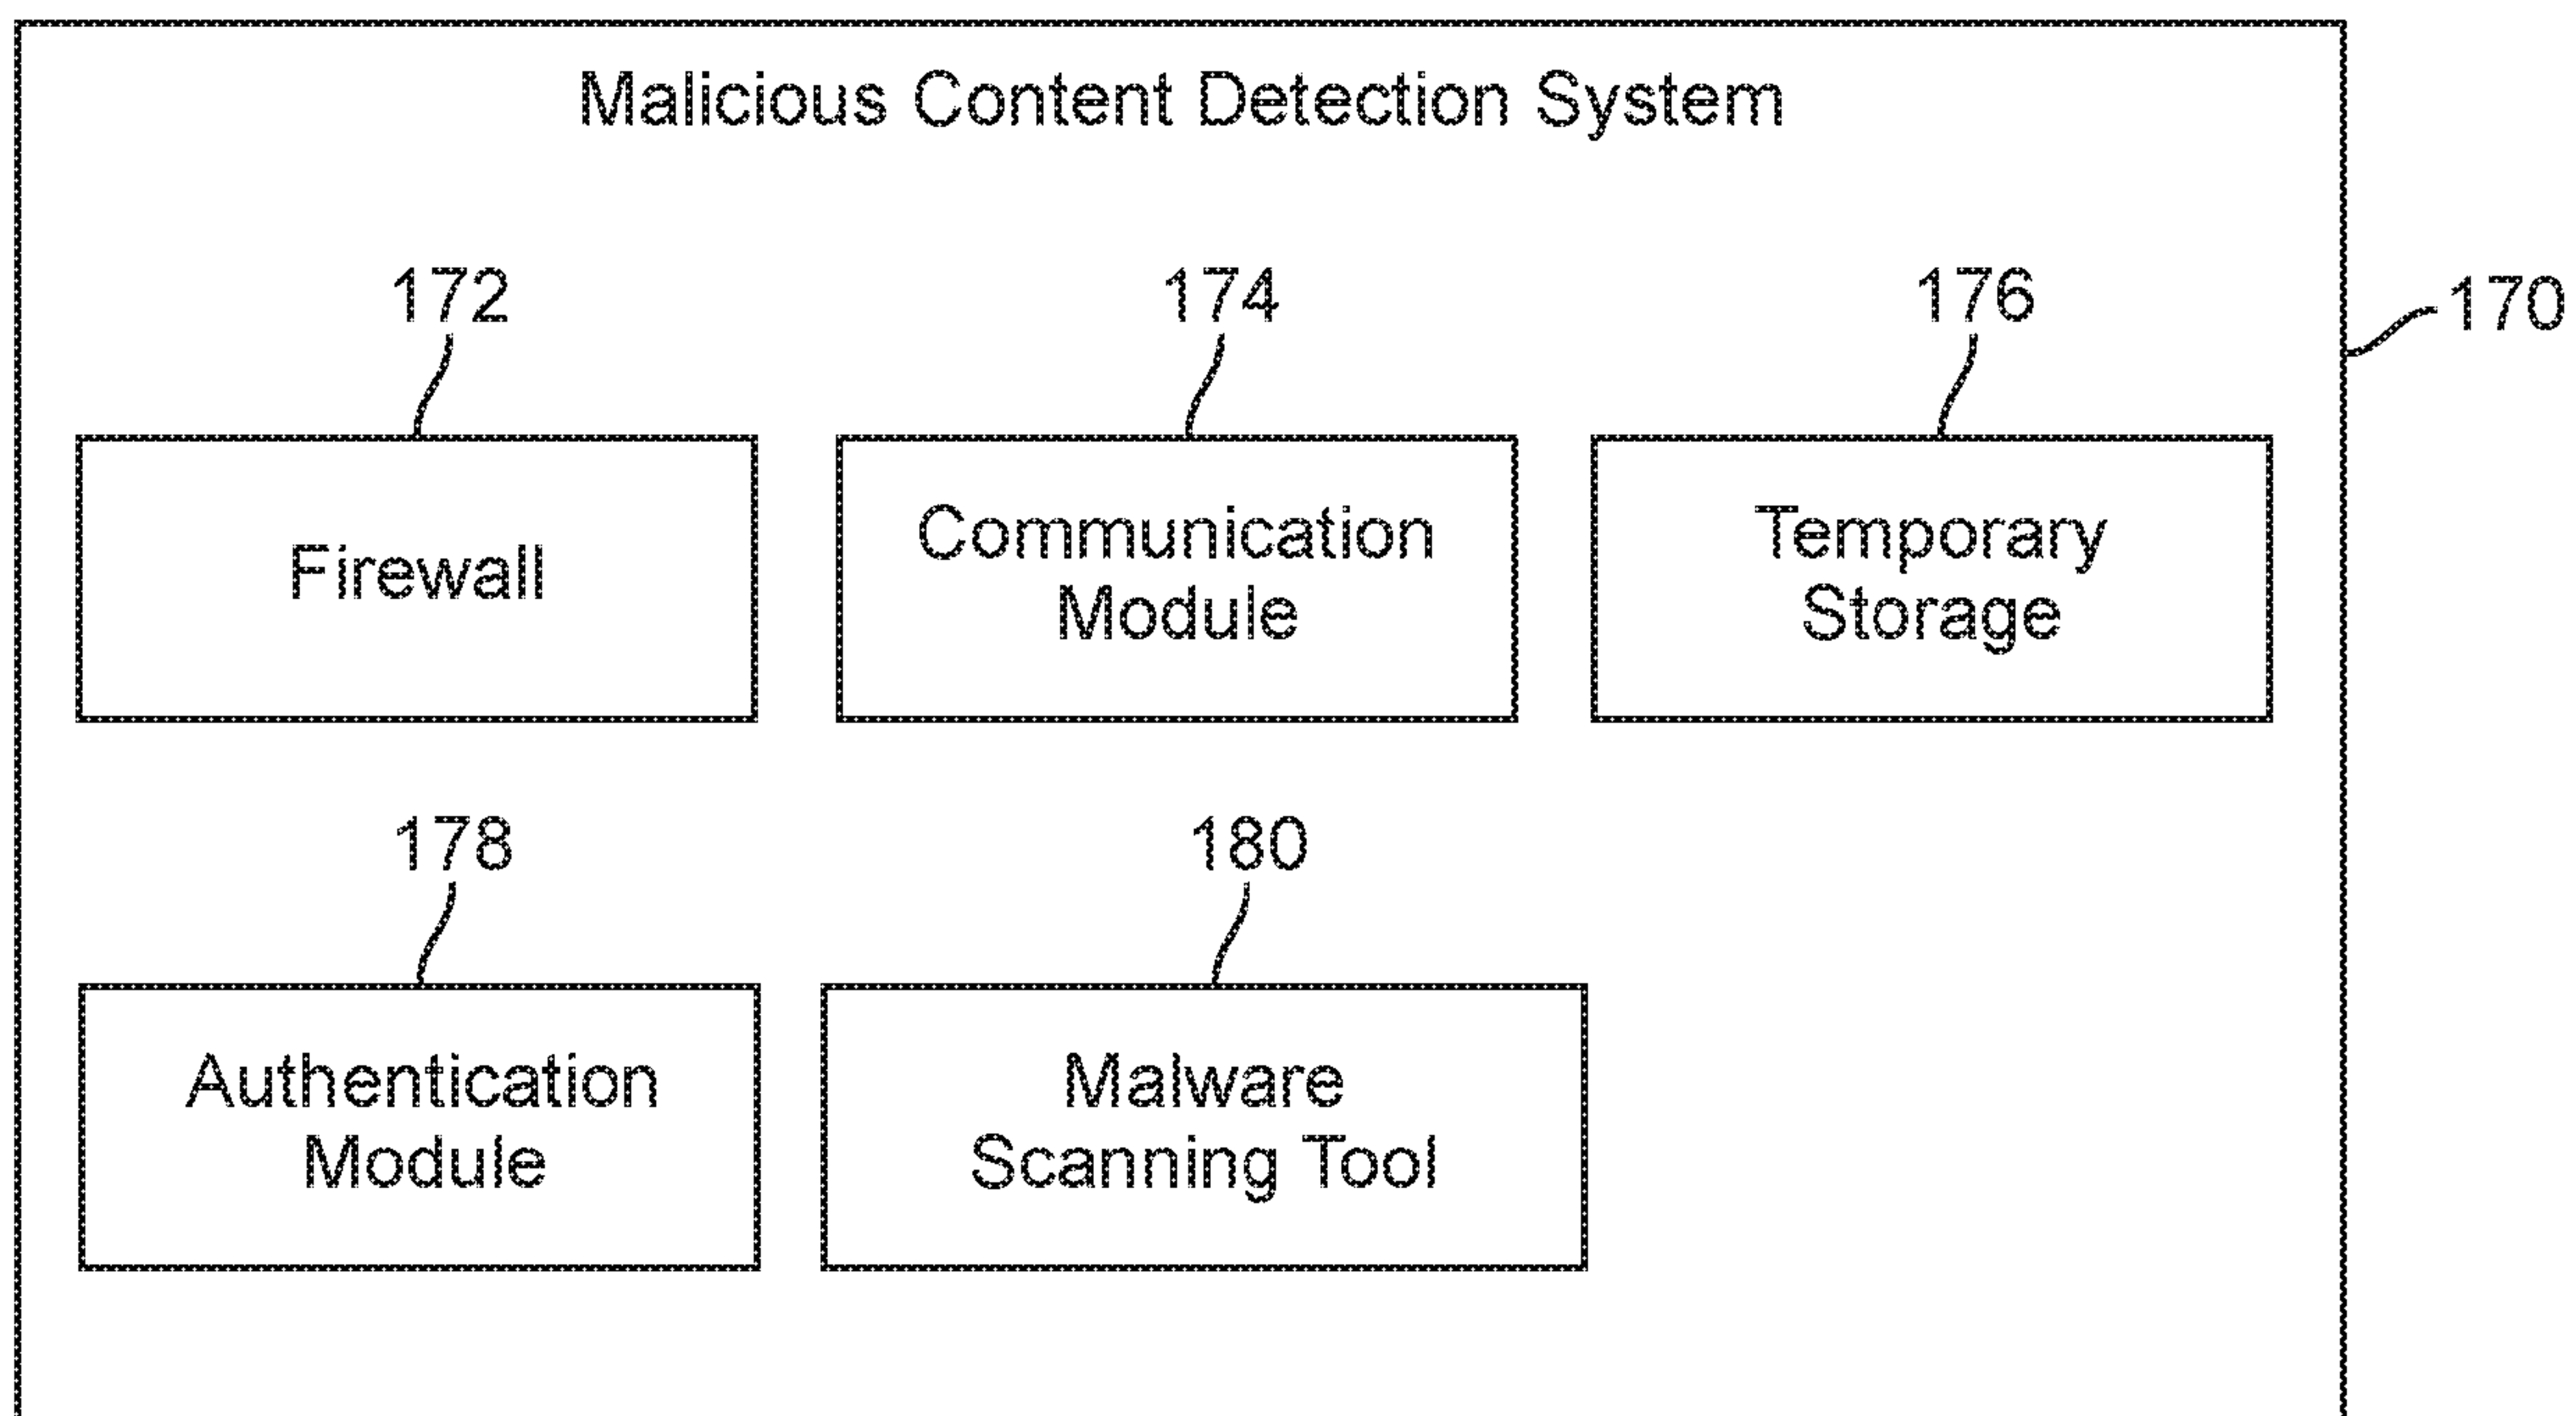 Malicious Content Detection System
172
174
176
170
Firewall
Communication
Module
Temporary
Storage
178
180
Authentication
Module
Malware
Scanning Tool